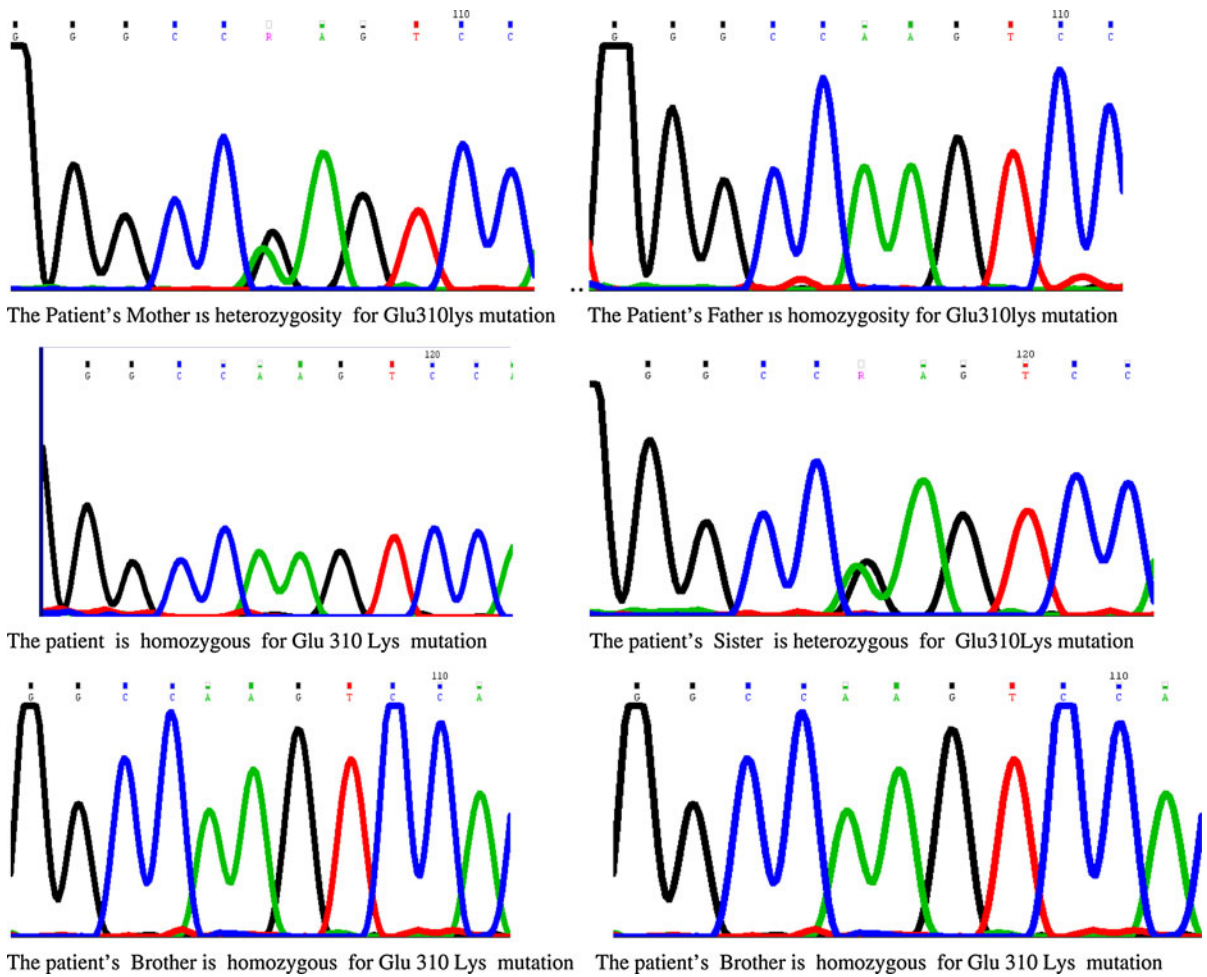 110
G G G C C R A G T C C
The Patient's Mother ıs heterozygosity for Glu310lys mutation
110
G G G C C A A G T C C
..
The Patient's Father ıs homozygosity for Glu310lys mutation
120
G G C C A A G T C C A
The patient is homozygous for Glu 310 Lys mutation
120
G G C C R A G T C C
The patient's Sister is heterozygous for Glu310Lys mutation
110
G G C C A A G T C C A
The patient's Brother is homozygous for Glu 310 Lys mutation
110
G G C C A A G T C C A
The patient's Brother is homozygous for Glu 310 Lys mutation